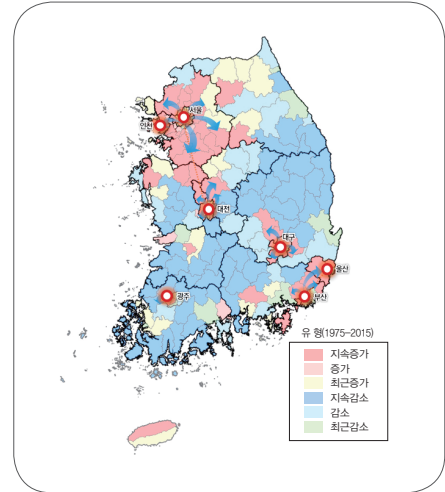 서울
인천
대전
대구
울산
부산
광주
유 형(1975-2015)
지속증가
증가
최근증가
지속감소
감소
최근감소